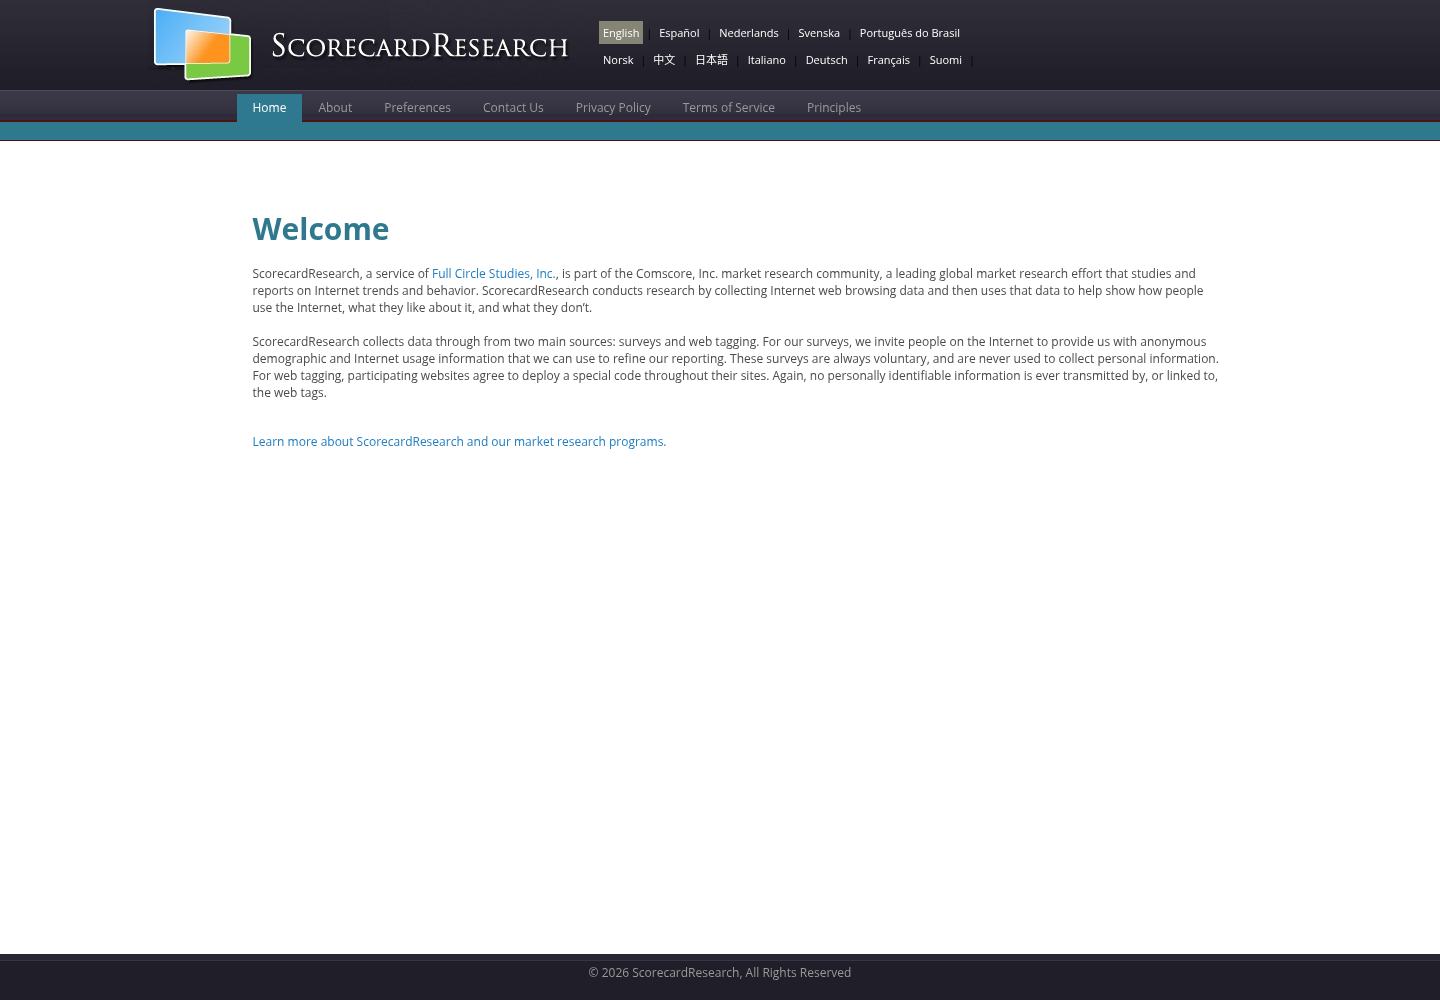 ScorecardResearch
English | Español | Nederlands | Svenska | Português do Brasil
Norsk | 中文 | 日本語 | Italiano | Deutsch | Français | Suomi |
Home About Preferences Contact Us Privacy Policy Terms of Service Principles
Welcome
ScorecardResearch, a service of Full Circle Studies, Inc., is part of the Comscore, Inc. market research community, a leading global market research effort that studies and
reports on Internet trends and behavior. ScorecardResearch conducts research by collecting Internet web browsing data and then uses that data to help show how people
use the Internet, what they like about it, and what they don't.
ScorecardResearch collects data through from two main sources: surveys and web tagging. For our surveys, we invite people on the Internet to provide us with anonymous
demographic and Internet usage information that we can use to refine our reporting. These surveys are always voluntary, and are never used to collect personal information.
For web tagging, participating websites agree to deploy a special code throughout their sites. Again, no personally identifiable information is ever transmitted by, or linked to,
the web tags.
Learn more about ScorecardResearch and our market research programs.
© 2026 ScorecardResearch, All Rights Reserved